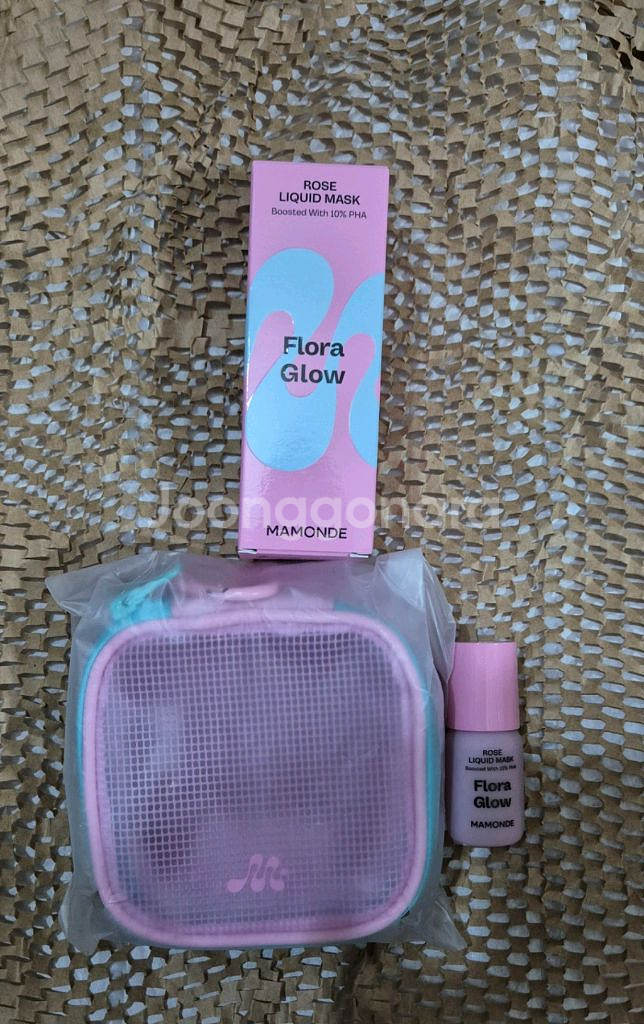 ROSE
LIQUID MASK
Boosted With 10% PHA
Flora
Glow
Joonggonara
MAMONDE
ROSE
LIQUID MASK
Boosted With 10% PHA
Flora
Glow
MAMONDE